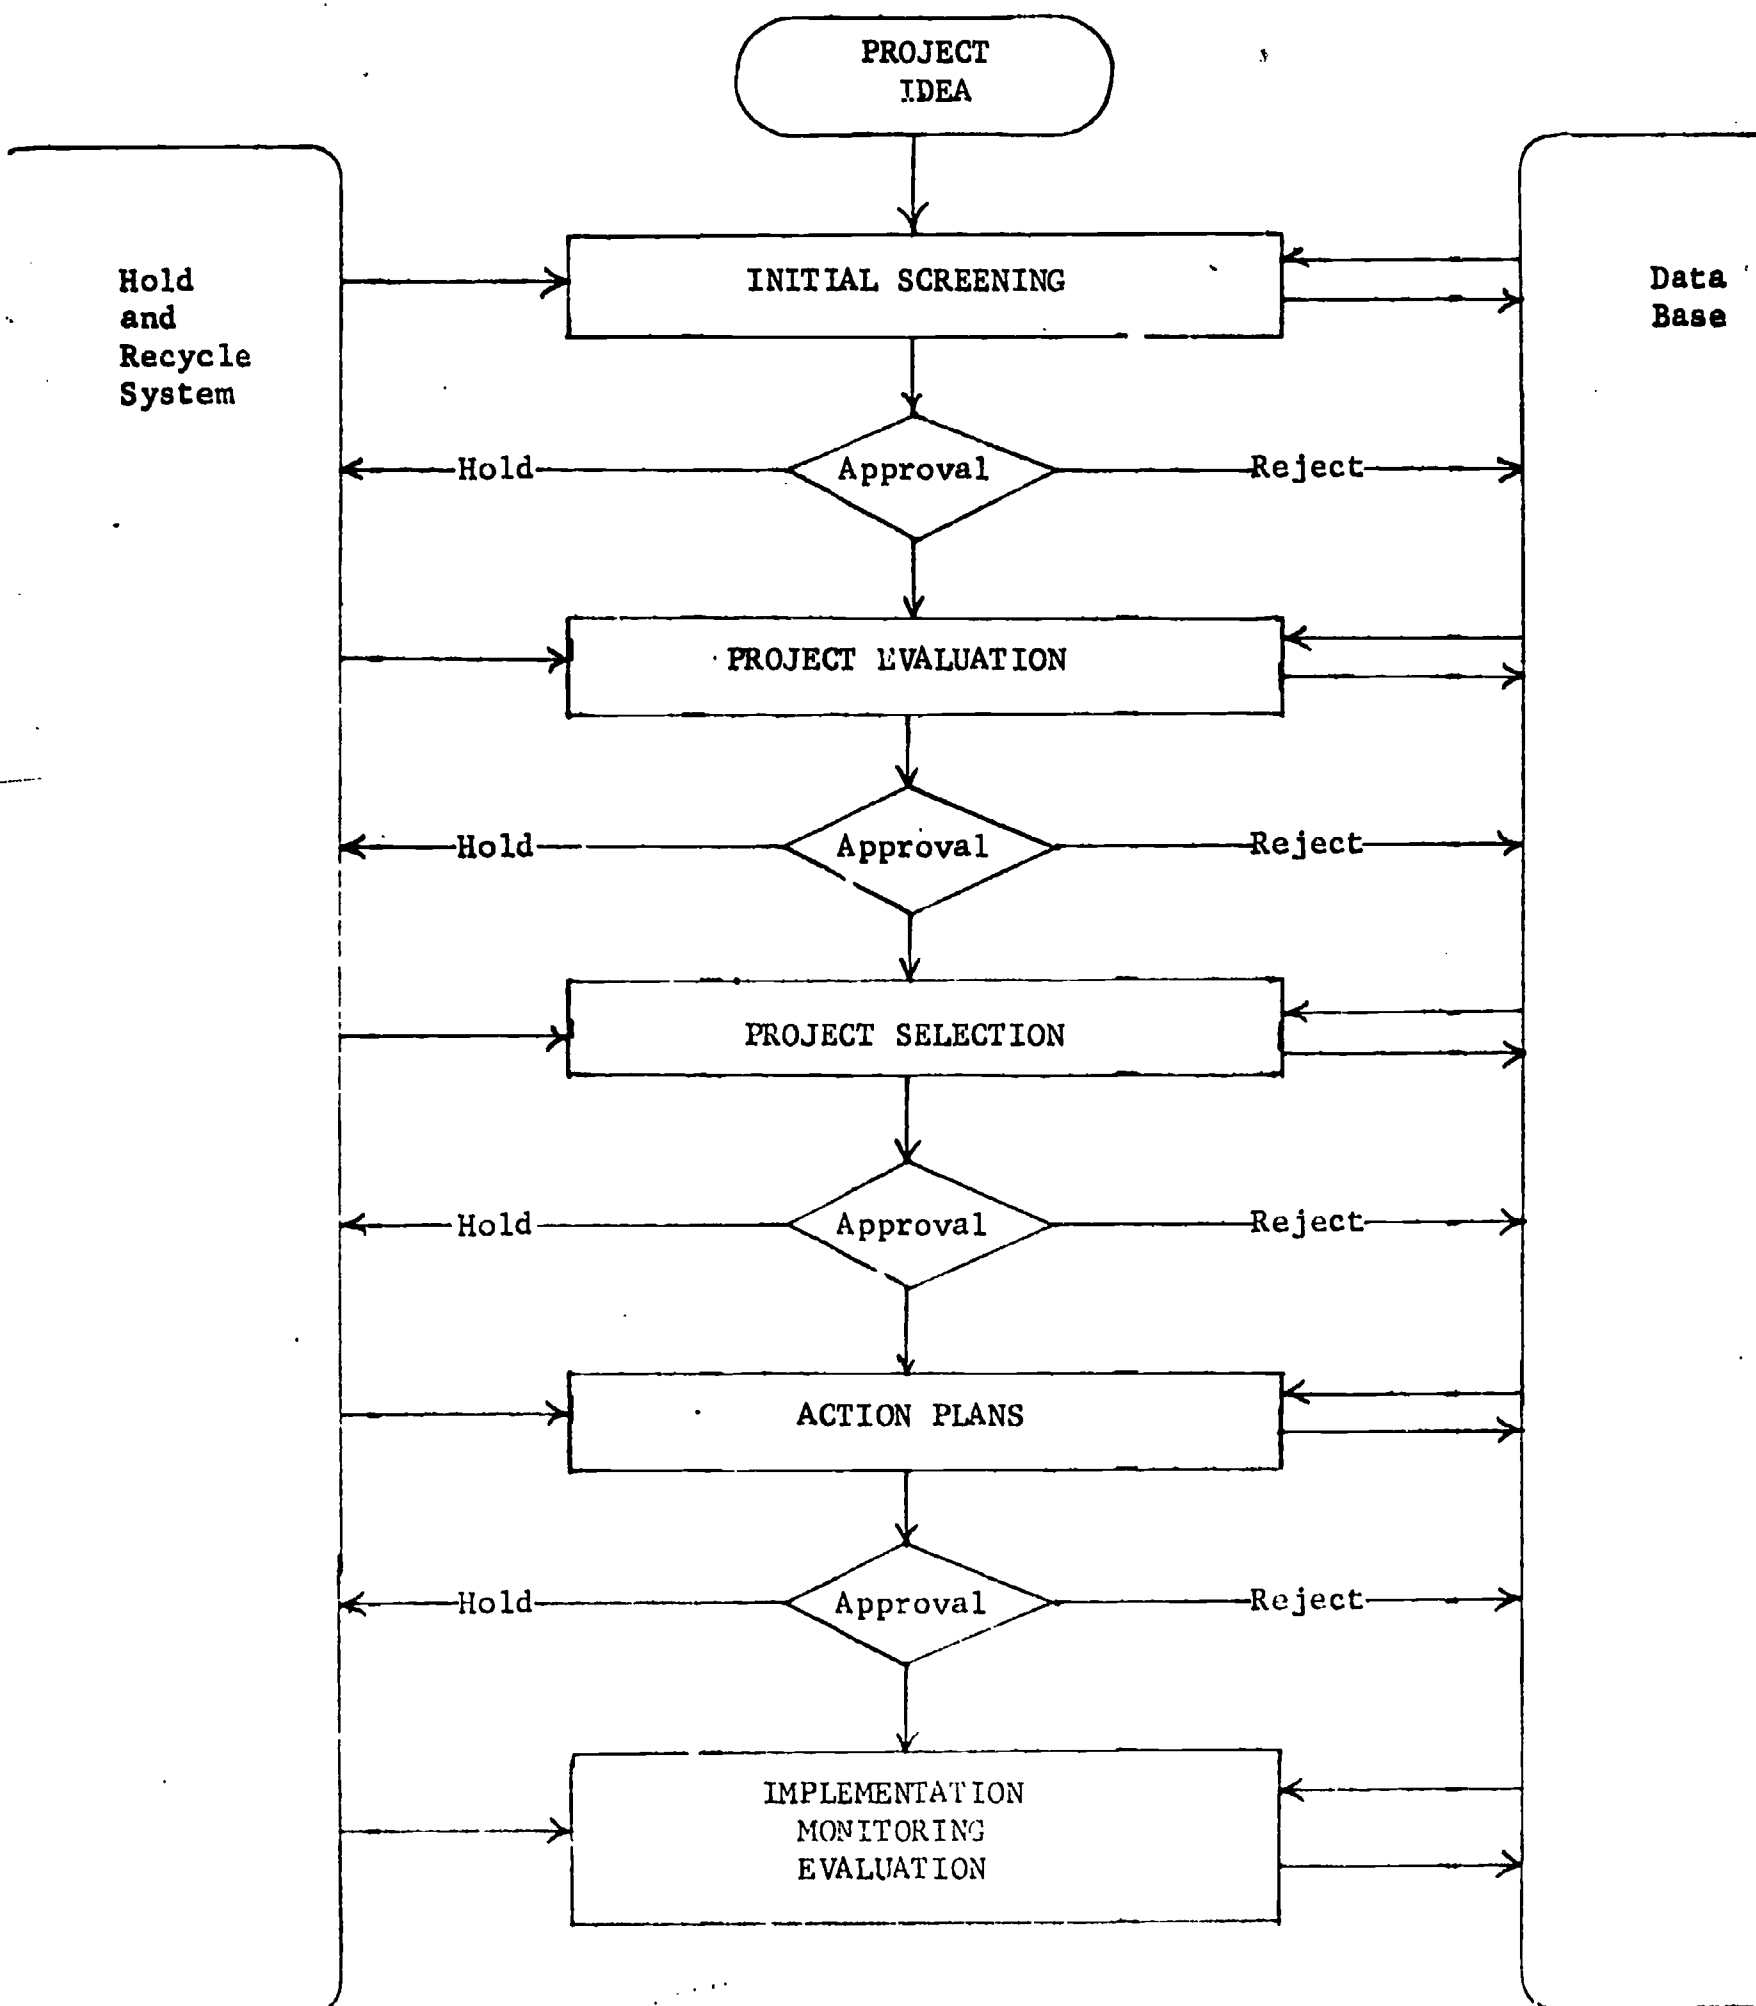 PROJECT
IDEA
Hold
and
Recycle
System
INITIAL SCREENING
Data
Base
Hold
Approval
Reject
PROJECT EVALUATION
Hold
Approval
Reject
PROJECT SELECTION
Hold
Approval
Reject
ACTION PLANS
Hold
Approval
Reject
IMPLEMENTATION
MONITORING
EVALUATION